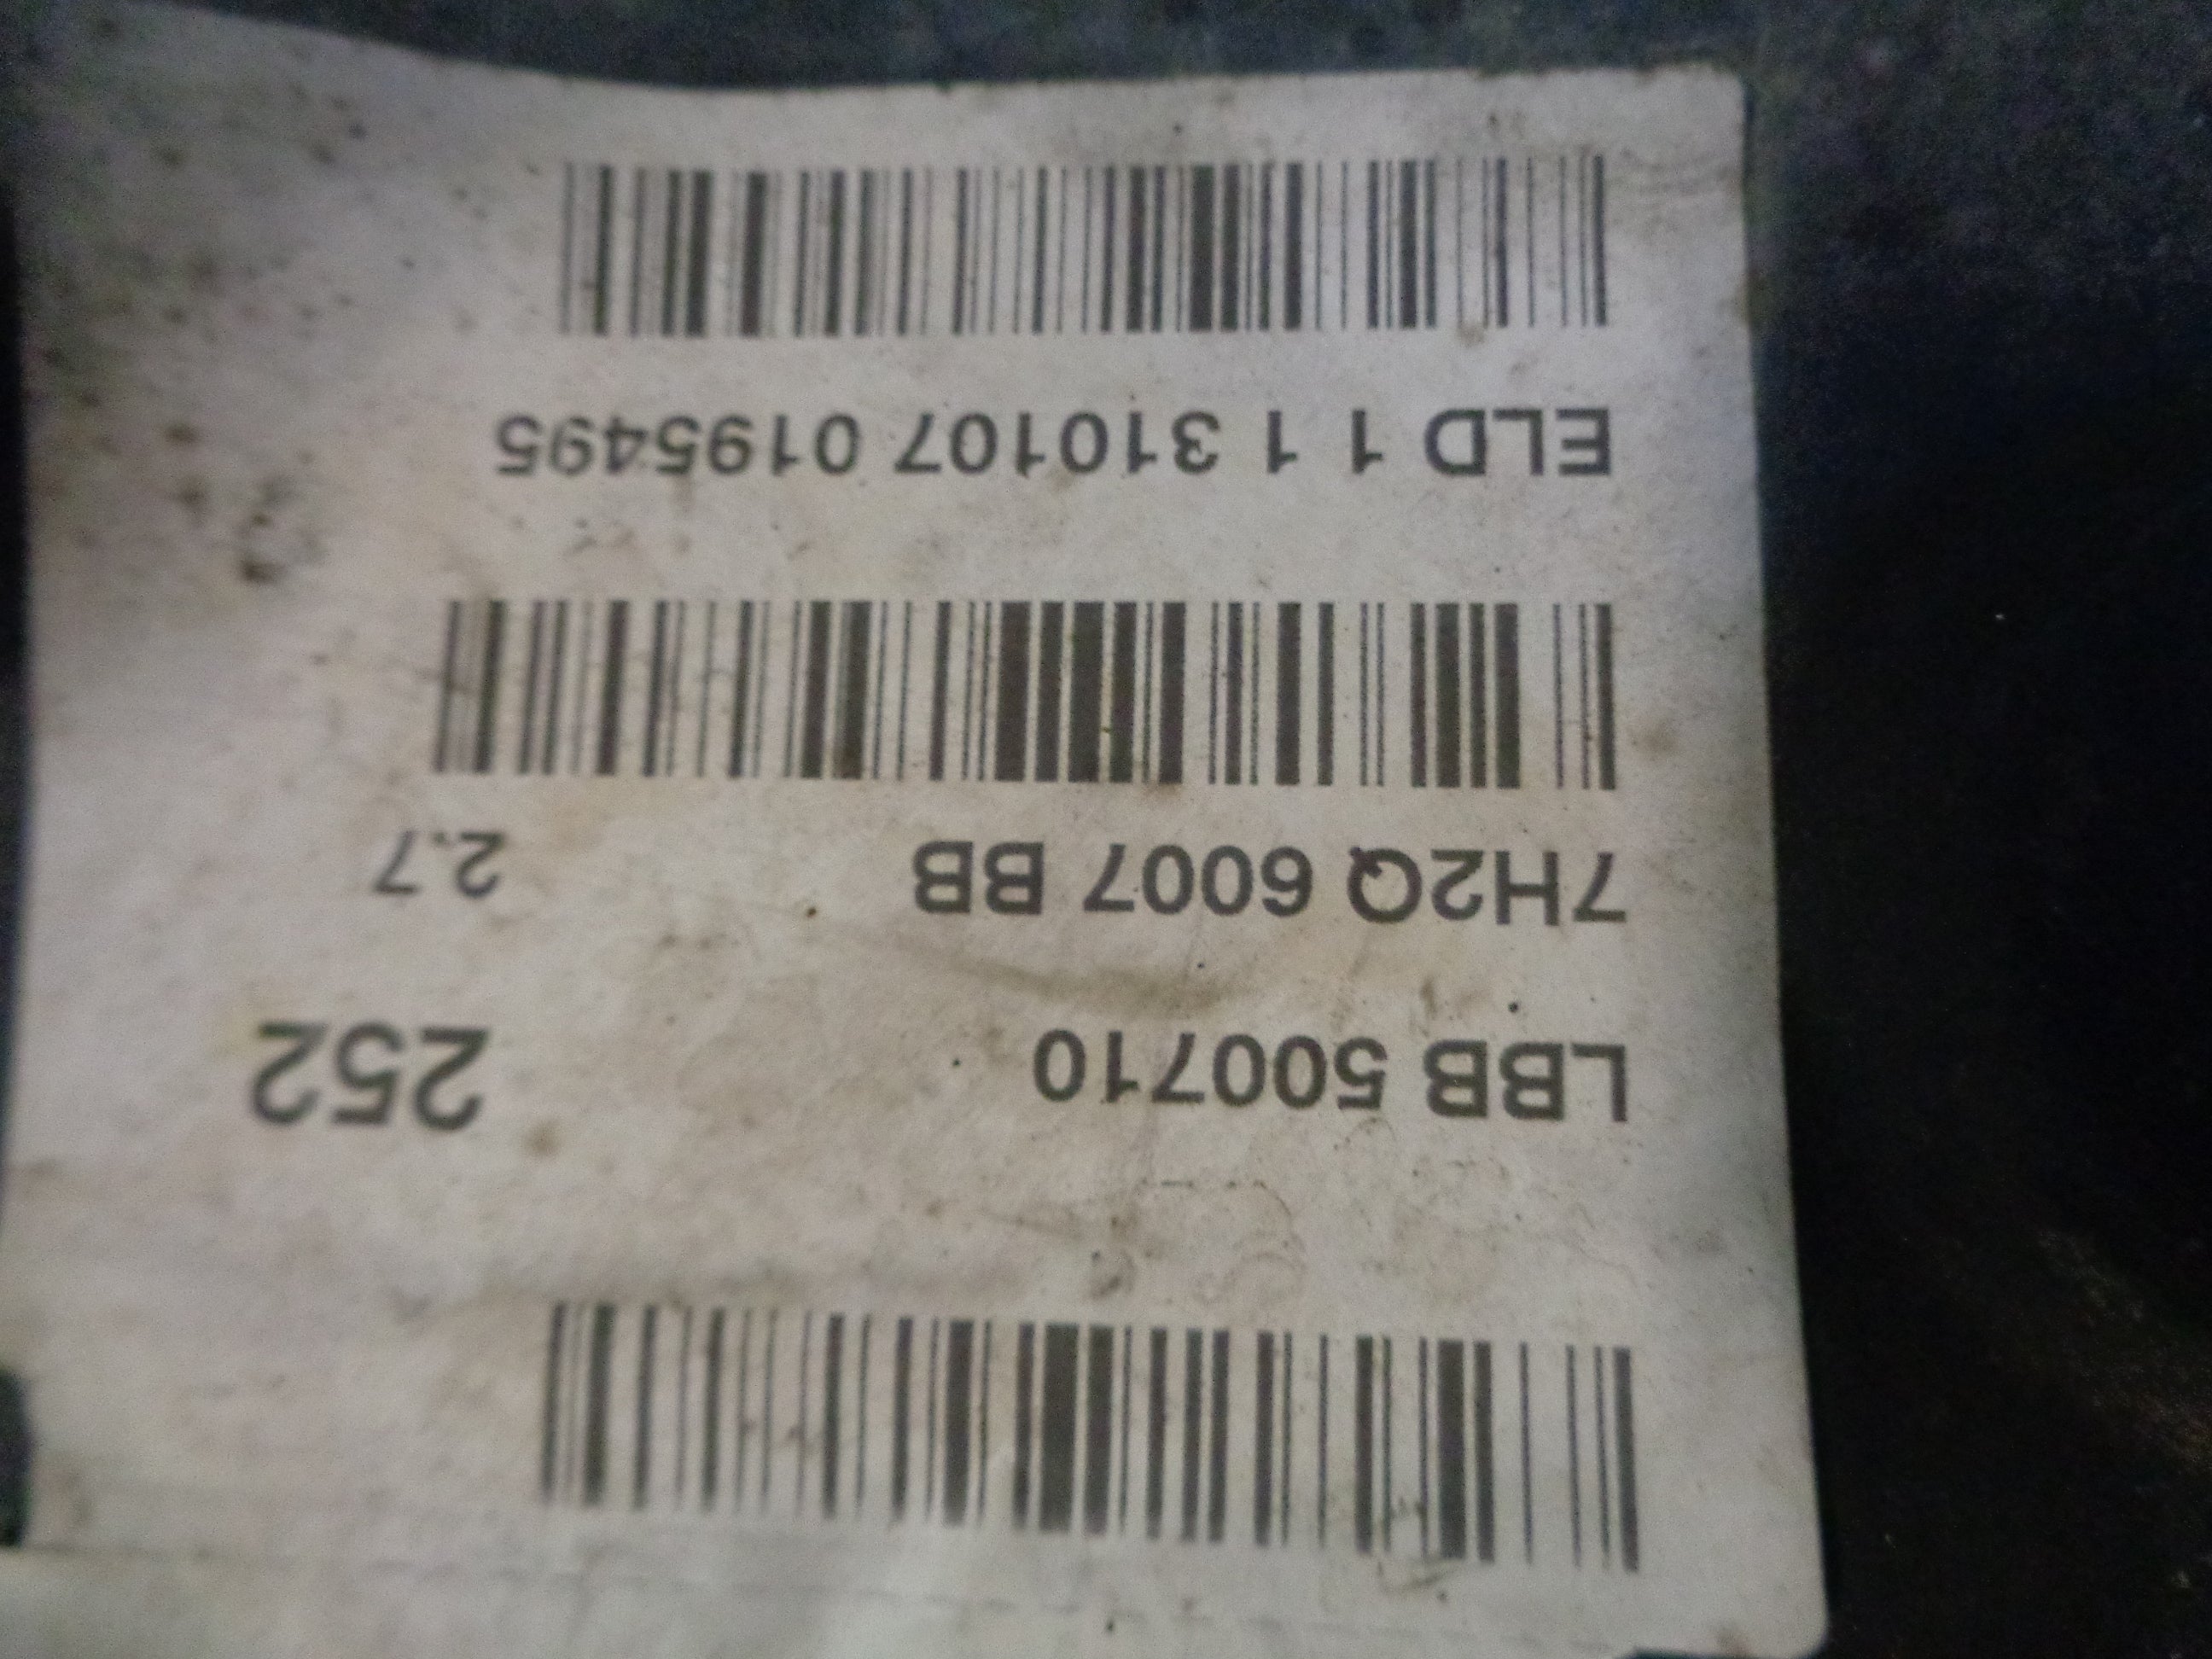 LBB 500710 252
7H2Q 6007 BB 2.7
ELD 1 1 310107 0195495